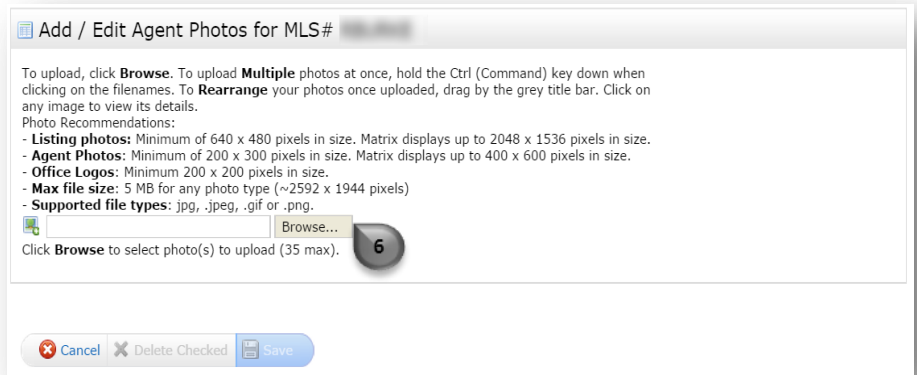 Add / Edit Agent Photos for MLS#
To upload, click Browse. To upload Multiple photos at once, hold the Ctrl (Command) key down when
clicking on the filenames. To Rearrange your photos once uploaded, drag by the grey title bar. Click on
any image to view its details.
Photo Recommendations:
- Listing photos: Minimum of 640 x 480 pixels in size. Matrix displays up to 2048 x 1536 pixels in size.
- Agent Photos: Minimum of 200 x 300 pixels in size. Matrix displays up to 400 x 600 pixels in size.
- Office Logos: Minimum 200 x 200 pixels in size.
- Max file size: 5 MB for any photo type (~2592 x 1944 pixels)
- Supported file types: jpg, .jpeg, .gif or .png.
Browse...
6
Click Browse to select photo(s) to upload (35 max).
Cancel Delete Checked Save